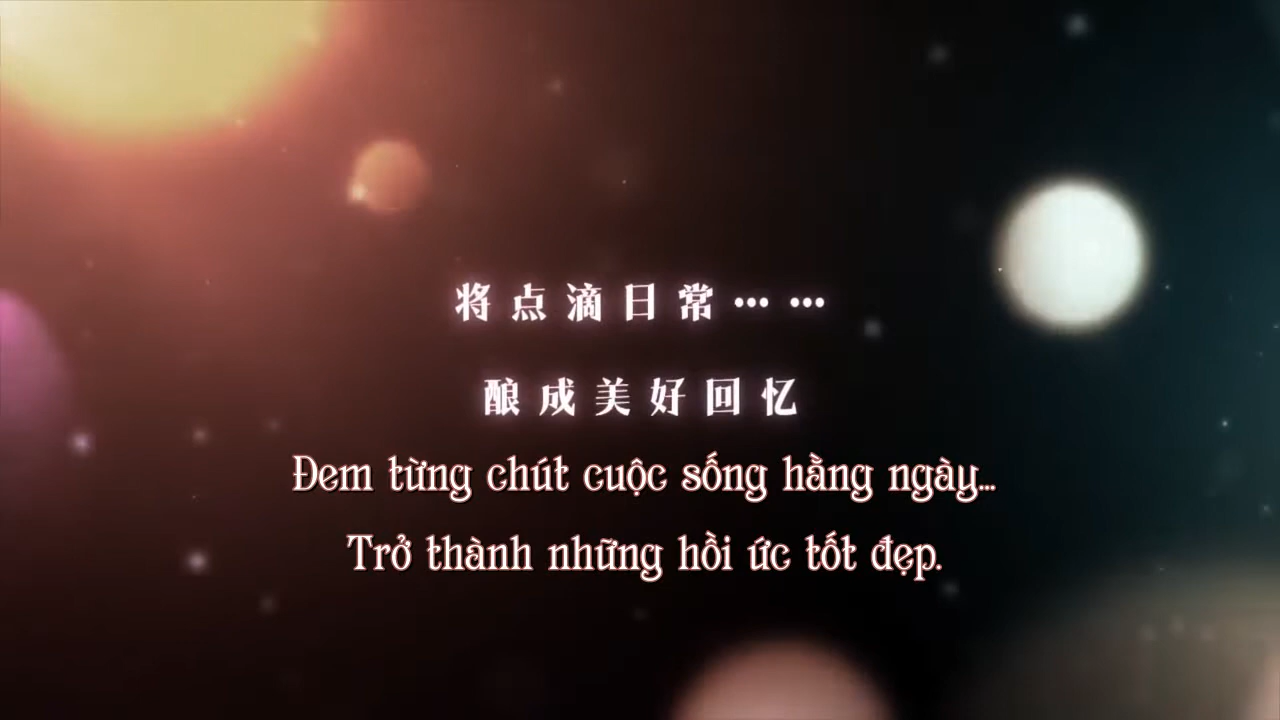 将点滴日常……
酿成美好回忆
Đem từng chút cuộc sống hằng ngày...
Trở thành những hồi ức tốt đẹp.